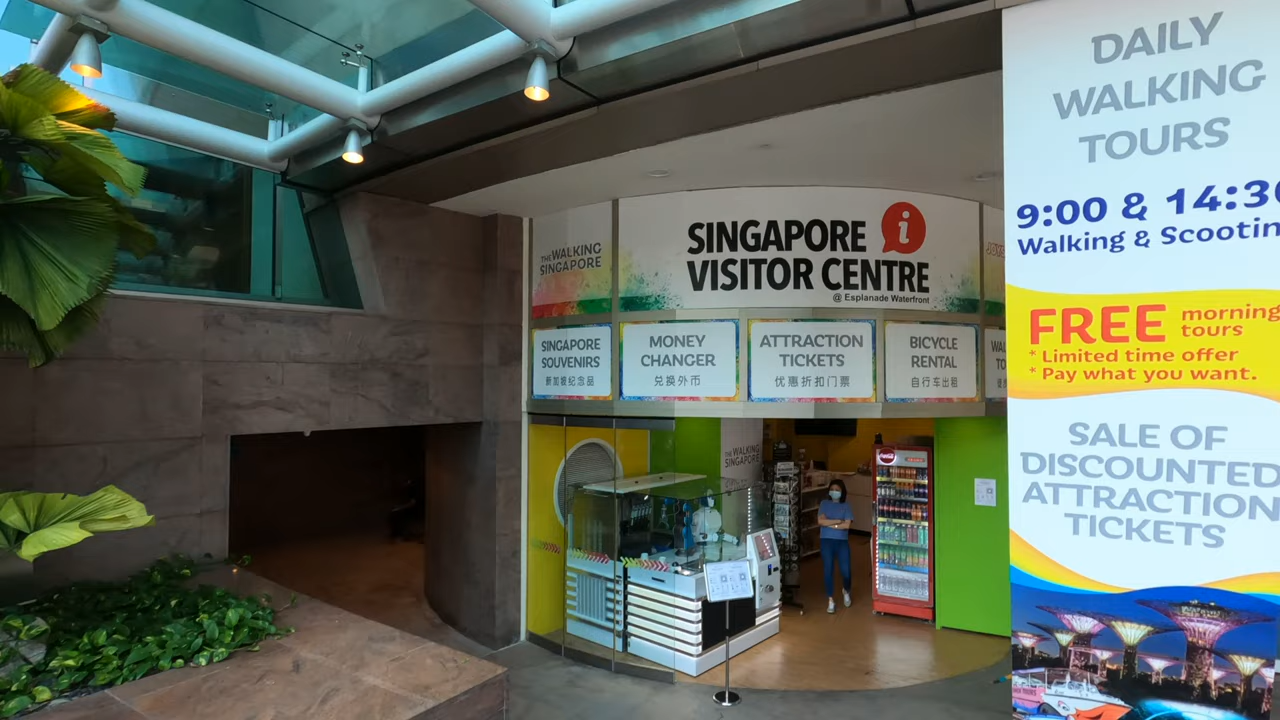 THE WALKING
SINGAPORE
SINGAPORE
VISITOR CENTRE
@ Esplanade Waterfront
SINGAPORE
SOUVENIRS
新加坡纪念品
MONEY
CHANGER
兑换外币
ATTRACTION
TICKETS
优惠折扣门票
BICYCLE
RENTAL
自行车出租
THE WALKING
SINGAPORE
Coca-Cola
DAILY
WALKING
TOURS
9:00 & 14:30
Walking & Scootin
FREE morning
tours
* Limited time offer
* Pay what you want.
SALE OF
DISCOUNTED
ATTRACTION
TICKETS